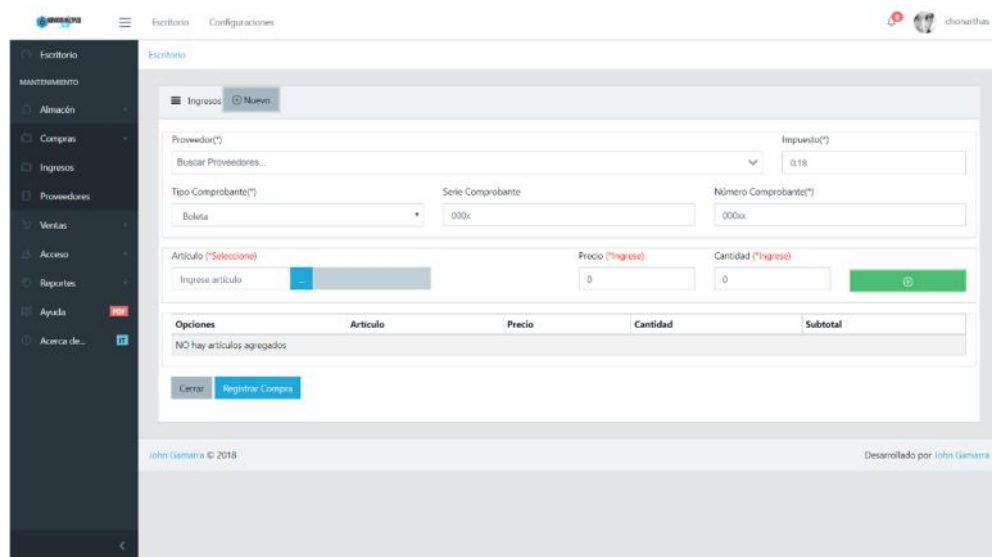 Escritorio Configuraciones
2 chonarthas
Escritorio
Escritorio
MANTENIMIENTO
Almacén
Compras
Ingresos
Proveedores
Ventas
Acceso
Reportes
Ayuda PDF
Acerca de... IT
Ingresos Nuevo
Proveedor(*) Impuesto(*)
Buscar Proveedores... 0.18
Tipo Comprobante(*) Serie Comprobante Número Comprobante(*)
Boleta 000x 000xx
Artículo (*Seleccione) Precio (*Ingrese) Cantidad (*Ingrese)
Ingrese artículo ... 0 0
Opciones Artículo Precio Cantidad Subtotal
NO hay artículos agregados
Cerrar Registrar Compra
John Gamarra © 2018 Desarrollado por John Gamarra